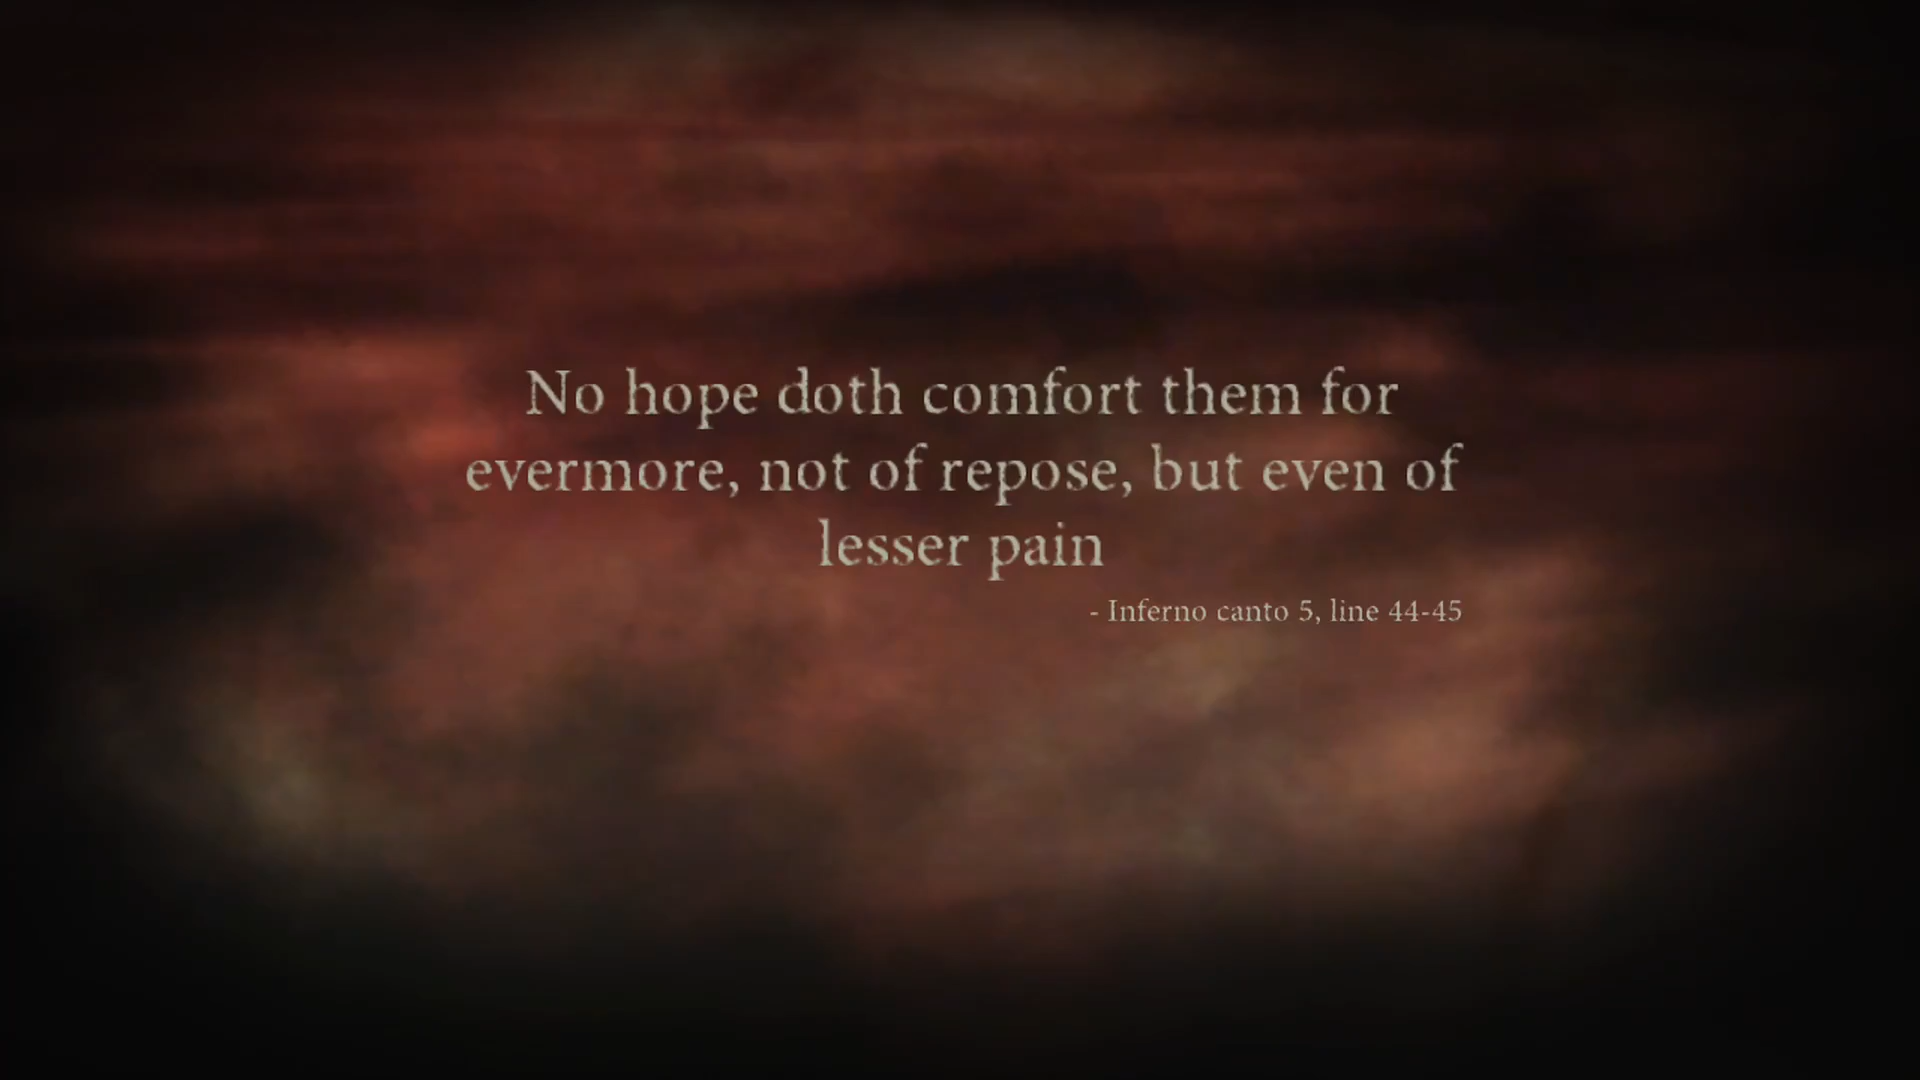 No hope doth comfort them for
evermore, not of repose, but even of
lesser pain
- Inferno canto 5, line 44-45